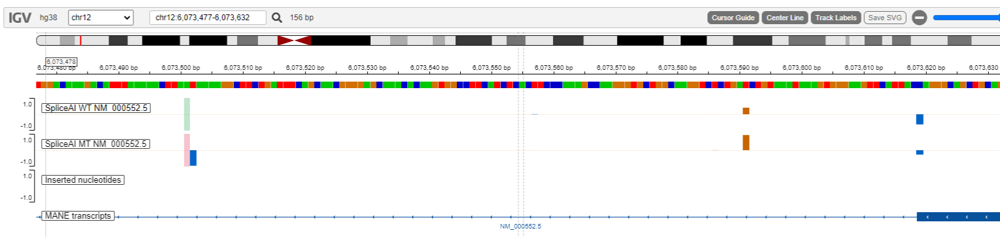 IGV hg38 chr12 chr12:6,073,477-6,073,632 156 bp Cursor Guide Center Line Track Labels Save SVG
6,073,478
6,073,480 bp 6,073,490 bp 6,073,500 bp 6,073,510 bp 6,073,520 bp 6,073,530 bp 6,073,540 bp 6,073,550 bp 6,073,560 bp 6,073,570 bp 6,073,580 bp 6,073,590 bp 6,073,600 bp 6,073,610 bp 6,073,620 bp 6,073,630
1.0
SpliceAI WT NM_000552.5
-1.0
1.0
SpliceAI MT NM_000552.5
-1.0
1.0
Inserted nucleotides
-1.0
MANE transcripts
NM_000552.5